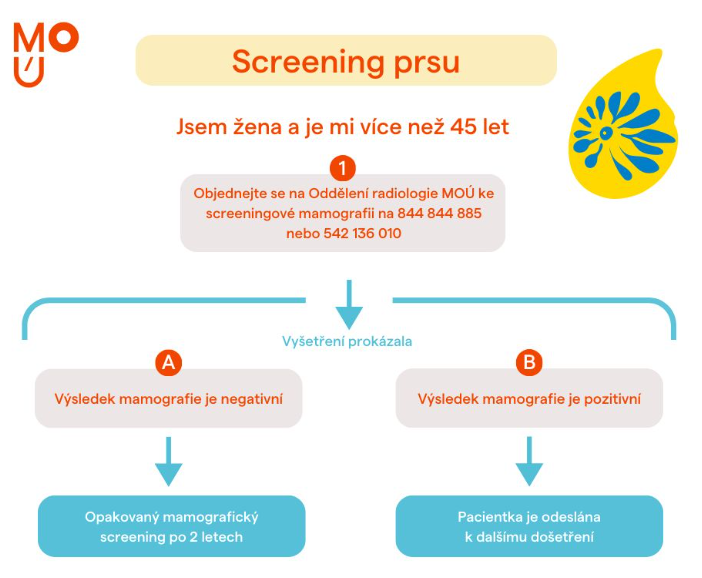 MOÚ
Screening prsu
Jsem žena a je mi více než 45 let
1
Objednejte se na Oddělení radiologie MOÚ ke
screeningové mamografii na 844 844 885
nebo 542 136 010
Vyšetření prokázala
A
Výsledek mamografie je negativní
B
Výsledek mamografie je pozitivní
Opakovaný mamografický
screening po 2 letech
Pacientka je odeslána
k dalšímu došetření